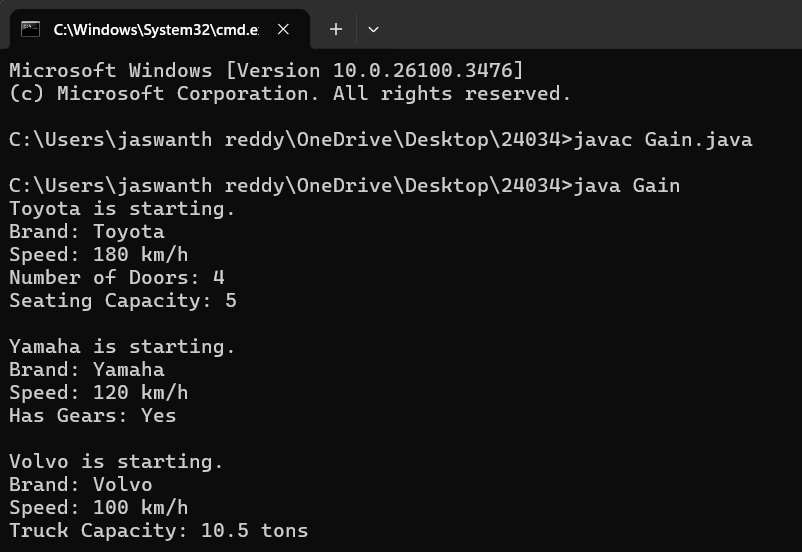 C:\Windows\System32\cmd.e
Microsoft Windows [Version 10.0.26100.3476]
(c) Microsoft Corporation. All rights reserved.
C:\Users\jaswanth reddy\OneDrive\Desktop\24034>javac Gain.java
C:\Users\jaswanth reddy\OneDrive\Desktop\24034>java Gain
Toyota is starting.
Brand: Toyota
Speed: 180 km/h
Number of Doors: 4
Seating Capacity: 5
Yamaha is starting.
Brand: Yamaha
Speed: 120 km/h
Has Gears: Yes
Volvo is starting.
Brand: Volvo
Speed: 100 km/h
Truck Capacity: 10.5 tons